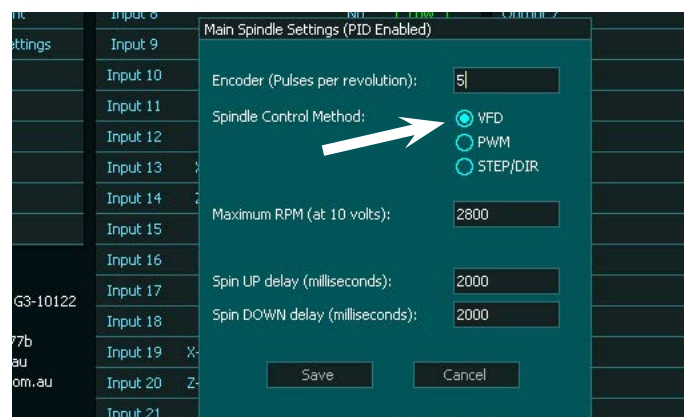 Input 8
No
Output 7
Main Spindle Settings (PID Enabled)
ettings
Input 9
Input 10
Encoder (Pulses per revolution):
5
Input 11
Spindle Control Method:
VFD
Input 12
PWM
Input 13
STEP/DIR
Input 14
Maximum RPM (at 10 volts):
2800
Input 15
Input 16
Spin UP delay (milliseconds):
2000
G3-10122
Input 17
Spin DOWN delay (milliseconds):
2000
Input 18
77b
Input 19
X-
au
om.au
Input 20
Z-
Save
Cancel
Input 21